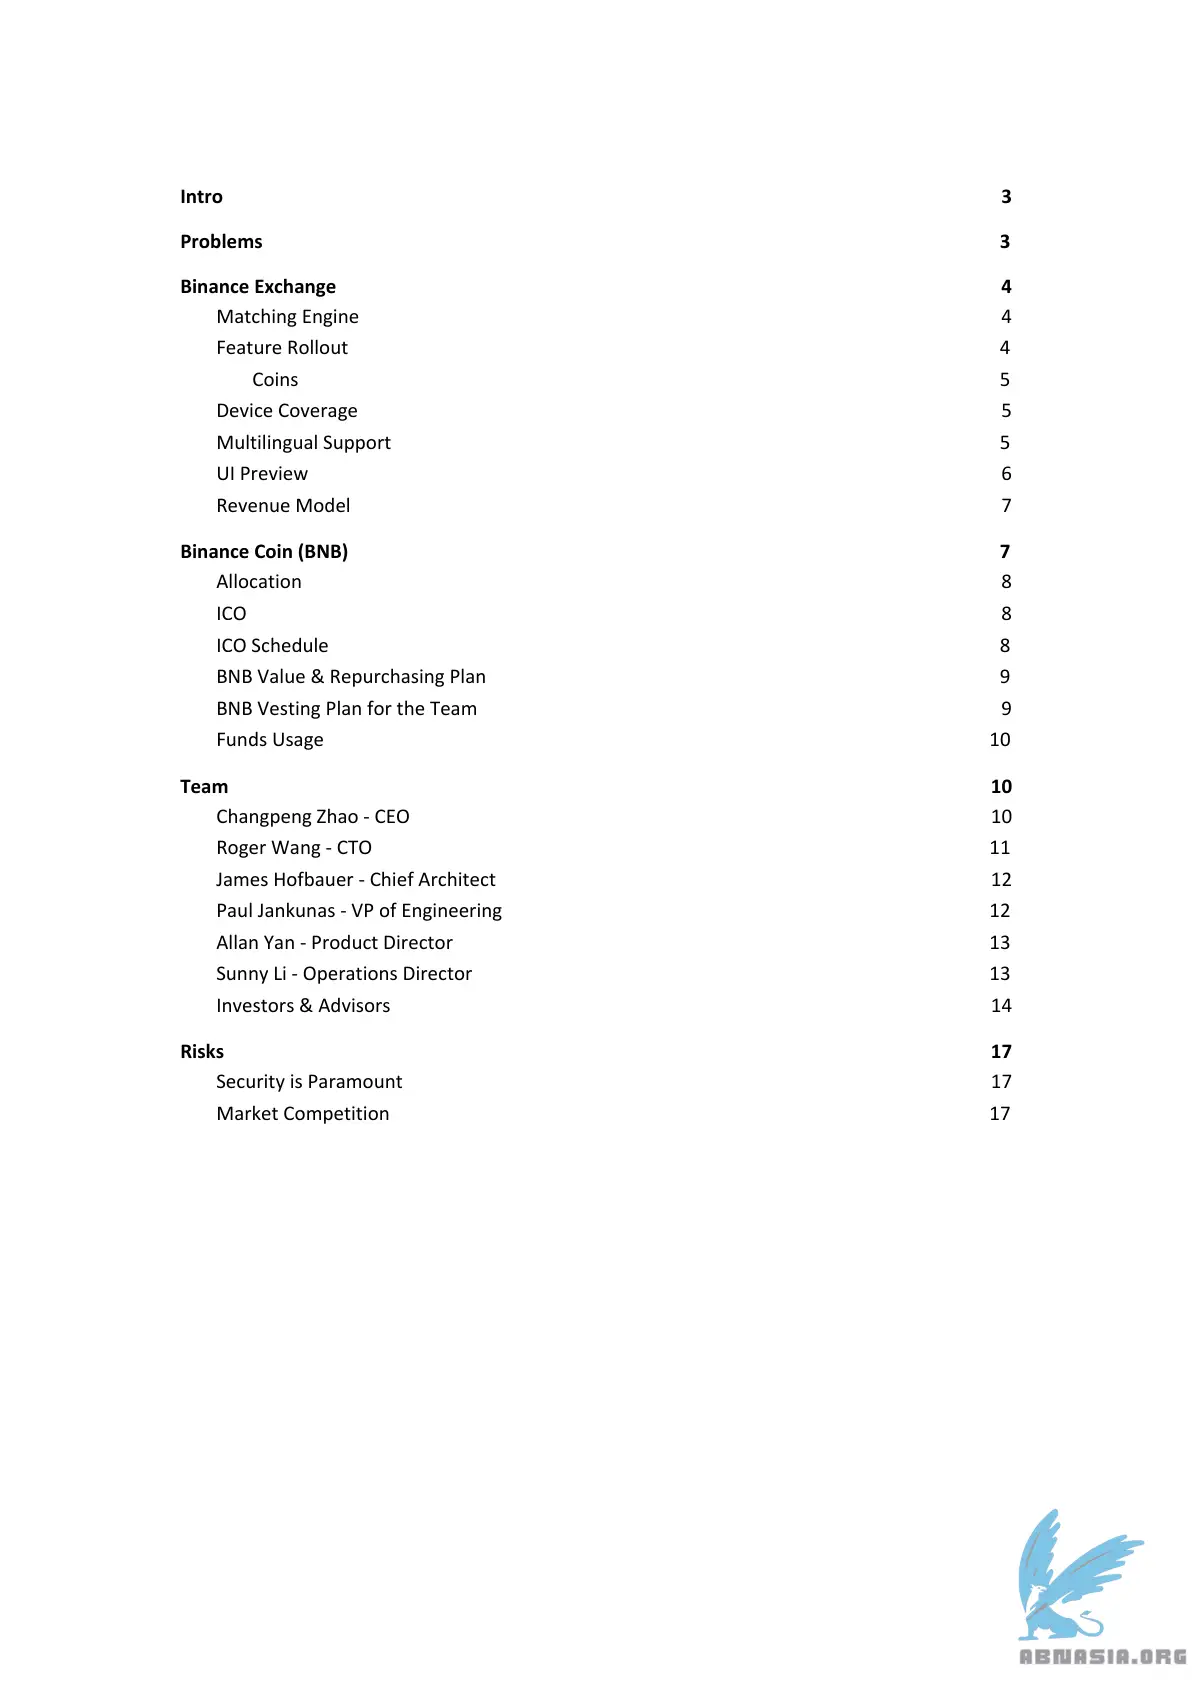 Intro 3
Problems 3
Binance Exchange 4
Matching Engine 4
Feature Rollout 4
Coins 5
Device Coverage 5
Multilingual Support 5
UI Preview 6
Revenue Model 7
Binance Coin (BNB) 7
Allocation 8
ICO 8
ICO Schedule 8
BNB Value & Repurchasing Plan 9
BNB Vesting Plan for the Team 9
Funds Usage 10
Team 10
Changpeng Zhao - CEO 10
Roger Wang - CTO 11
James Hofbauer - Chief Architect 12
Paul Jankunas - VP of Engineering 12
Allan Yan - Product Director 13
Sunny Li - Operations Director 13
Investors & Advisors 14
Risks 17
Security is Paramount 17
Market Competition 17
ABNASIA.ORG